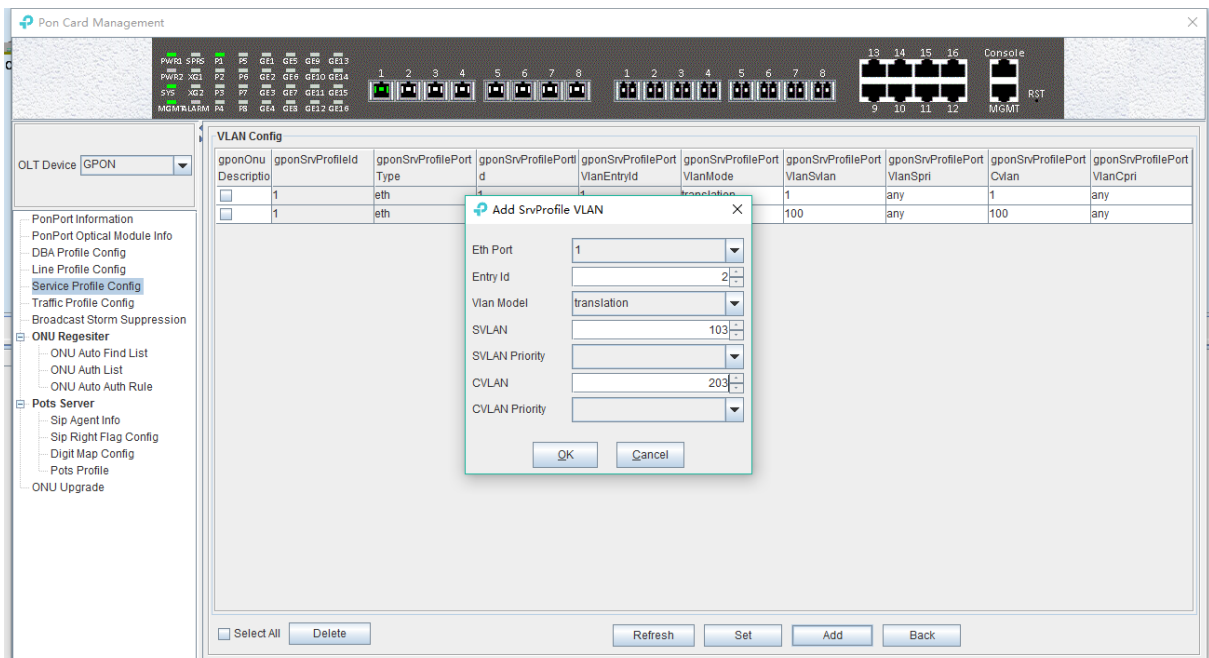 Pon Card Management
PWR1 SPRS P1 P5 GE1 GE5 GE9 GE13
PWR2 XG1 P2 P6 GE2 GE6 GE10 GE14
SYS XG2 P3 P7 GE3 GE7 GE11 GE15
MGMT ALARM P4 P8 GE4 GE8 GE12 GE16
1 2 3 4 5 6 7 8
1 2 3 4 5 6 7 8
13 14 15 16
9 10 11 12
Console
MGMT
RST
OLT Device GPON
PonPort Information
PonPort Optical Module Info
DBA Profile Config
Line Profile Config
Service Profile Config
Traffic Profile Config
Broadcast Storm Suppression
ONU Regesiter
ONU Auto Find List
ONU Auth List
ONU Auto Auth Rule
Pots Server
Sip Agent Info
Sip Right Flag Config
Digit Map Config
Pots Profile
ONU Upgrade
VLAN Config
gponOnu gponSrvProfileId gponSrvProfilePort gponSrvProfilePortI gponSrvProfilePort gponSrvProfilePort gponSrvProfilePort gponSrvProfilePort gponSrvProfilePort gponSrvProfilePort
Descriptio Type d VlanEntryId VlanMode VlanSvlan VlanSpri Cvlan VlanCpri
1 eth 1 1 translation 1 any 1 any
1 eth 100 any 100 any
Add SrvProfile VLAN
Eth Port 1
Entry Id 2
Vlan Model translation
SVLAN 103
SVLAN Priority
CVLAN 203
CVLAN Priority
OK Cancel
Select All Delete Refresh Set Add Back